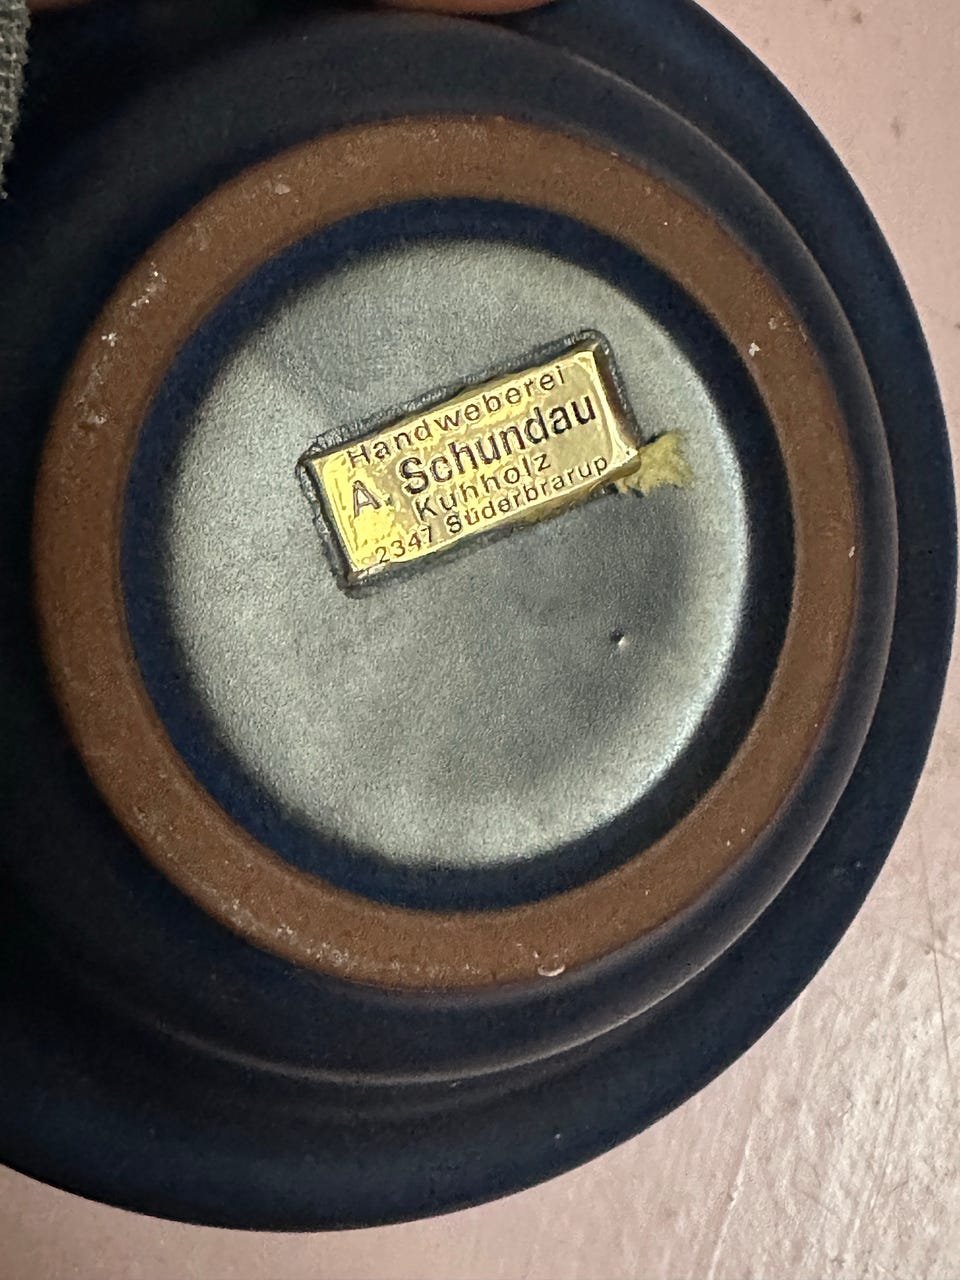 Handweberei
A. Schundau
Kuhholz
2347 Süderbrarup